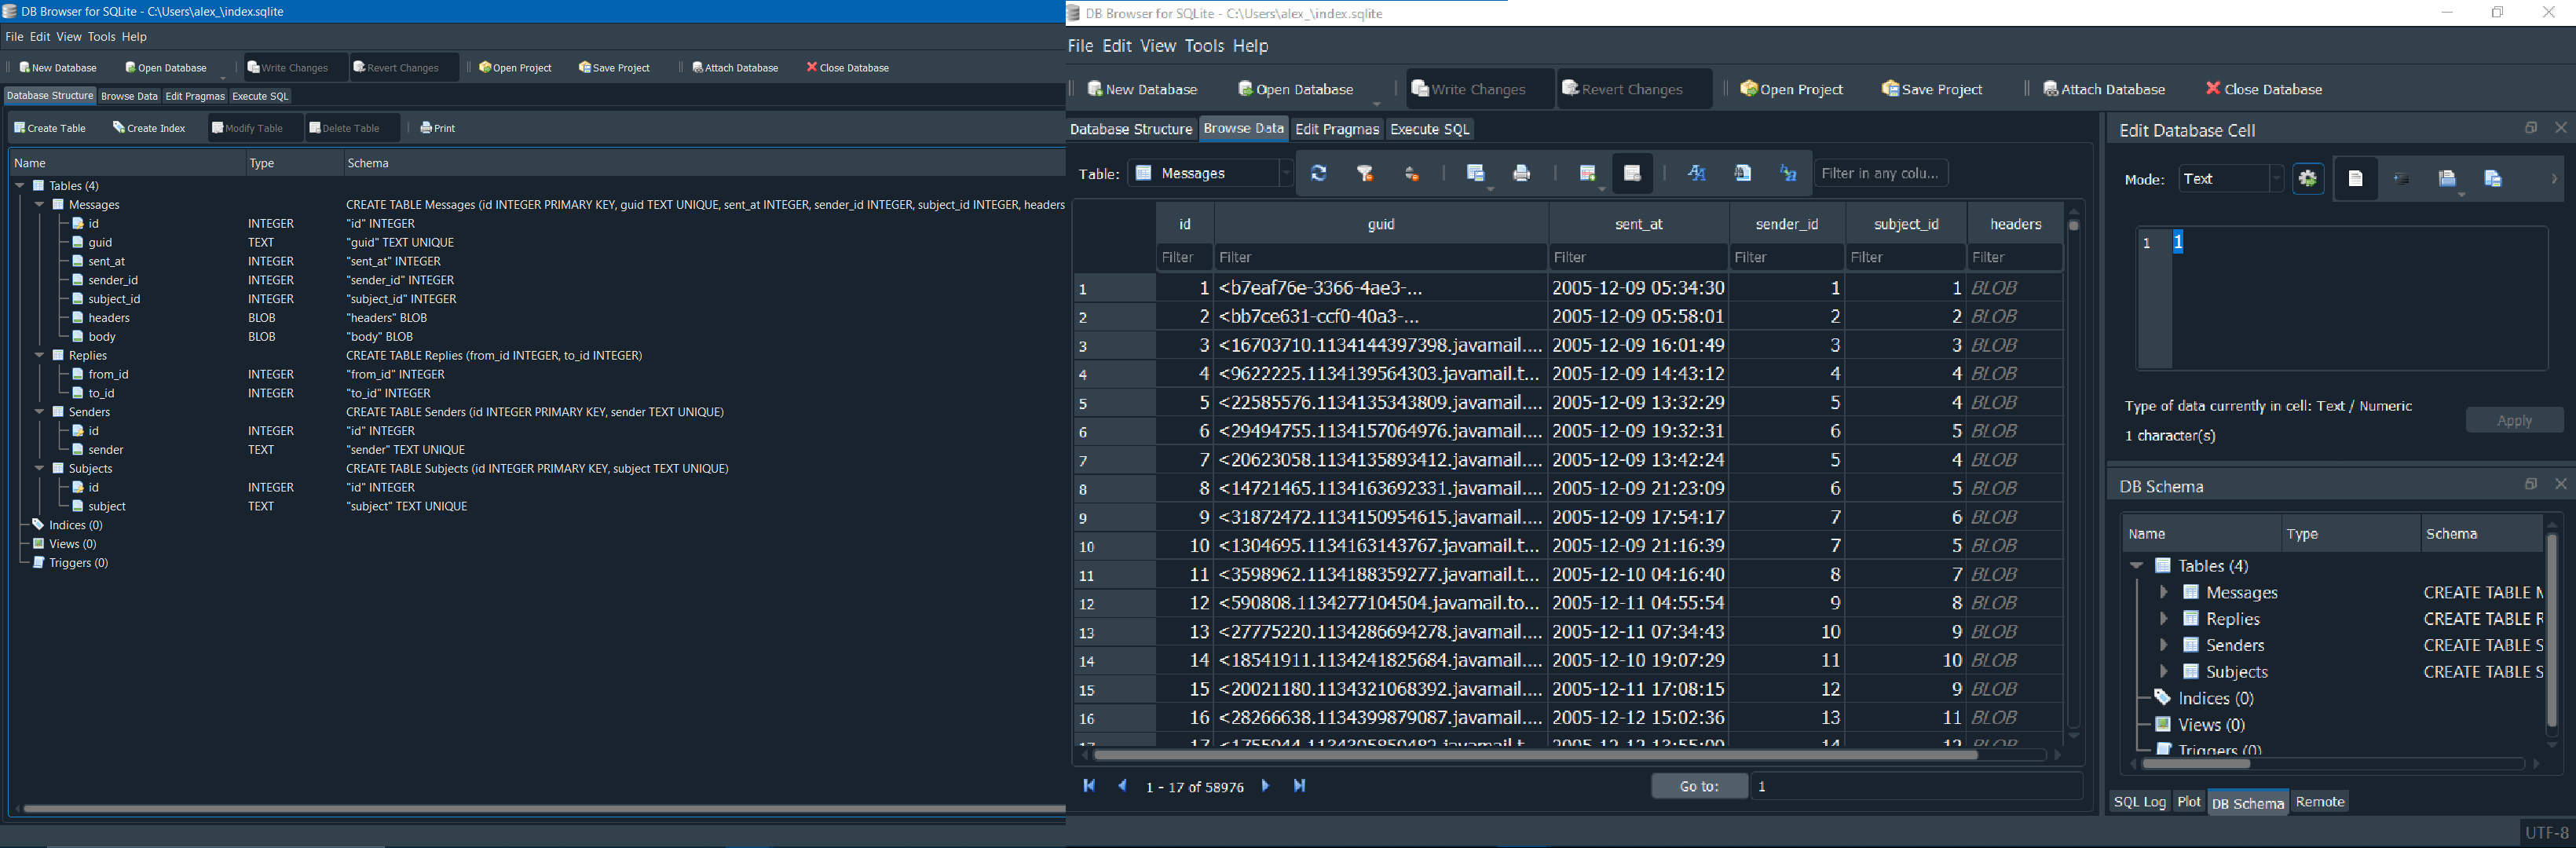 DB Browser for SQLite - C:\Users\alex_\index.sqlite
File Edit View Tools Help
New Database Open Database Write Changes Revert Changes Open Project Save Project Attach Database Close Database
Database Structure Browse Data Edit Pragmas Execute SQL
Create Table Create Index Modify Table Delete Table Print
Name Type Schema
Tables (4)
Messages CREATE TABLE Messages (id INTEGER PRIMARY KEY, guid TEXT UNIQUE, sent_at INTEGER, sender_id INTEGER, subject_id INTEGER, headers
id INTEGER "id" INTEGER
guid TEXT "guid" TEXT UNIQUE
sent_at INTEGER "sent_at" INTEGER
sender_id INTEGER "sender_id" INTEGER
subject_id INTEGER "subject_id" INTEGER
headers BLOB "headers" BLOB
body BLOB "body" BLOB
Replies CREATE TABLE Replies (from_id INTEGER, to_id INTEGER)
from_id INTEGER "from_id" INTEGER
to_id INTEGER "to_id" INTEGER
Senders CREATE TABLE Senders (id INTEGER PRIMARY KEY, sender TEXT UNIQUE)
id INTEGER "id" INTEGER
sender TEXT "sender" TEXT UNIQUE
Subjects CREATE TABLE Subjects (id INTEGER PRIMARY KEY, subject TEXT UNIQUE)
id INTEGER "id" INTEGER
subject TEXT "subject" TEXT UNIQUE
Indices (0)
Views (0)
Triggers (0)
DB Browser for SQLite - C:\Users\alex_\index.sqlite
File Edit View Tools Help
New Database Open Database Write Changes Revert Changes Open Project Save Project Attach Database Close Database
Database Structure Browse Data Edit Pragmas Execute SQL
Table: Messages Filter in any colu...
id guid sent_at sender_id subject_id headers
Filter Filter Filter Filter Filter Filter
1 1 <b7eaf76e-3366-4ae3-... 2005-12-09 05:34:30 1 1 BLOB
2 2 <bb7ce631-ccf0-40a3-... 2005-12-09 05:58:01 2 2 BLOB
3 3 <16703710.1134144397398.javamail.... 2005-12-09 16:01:49 3 3 BLOB
4 4 <9622225.1134139564303.javamail.t... 2005-12-09 14:43:12 4 4 BLOB
5 5 <22585576.1134135343809.javamail.... 2005-12-09 13:32:29 5 4 BLOB
6 6 <29494755.1134157064976.javamail.... 2005-12-09 19:32:31 6 5 BLOB
7 7 <20623058.1134135893412.javamail.... 2005-12-09 13:42:24 5 4 BLOB
8 8 <14721465.1134163692331.javamail.... 2005-12-09 21:23:09 6 5 BLOB
9 9 <31872472.1134150954615.javamail.... 2005-12-09 17:54:17 7 6 BLOB
10 10 <1304695.1134163143767.javamail.t... 2005-12-09 21:16:39 7 5 BLOB
11 11 <3598962.1134188359277.javamail.t... 2005-12-10 04:16:40 8 7 BLOB
12 12 <590808.1134277104504.javamail.to... 2005-12-11 04:55:54 9 8 BLOB
13 13 <27775220.1134286694278.javamail.... 2005-12-11 07:34:43 10 9 BLOB
14 14 <18541911.1134241825684.javamail.... 2005-12-10 19:07:29 11 10 BLOB
15 15 <20021180.1134321068392.javamail.... 2005-12-11 17:08:15 12 9 BLOB
16 16 <28266638.1134399879087.javamail.... 2005-12-12 15:02:36 13 11 BLOB
1 - 17 of 58976 Go to: 1
Edit Database Cell
Mode: Text
1 1
Type of data currently in cell: Text / Numeric
1 character(s) Apply
DB Schema
Name Type Schema
Tables (4)
Messages CREATE TABLE M
Replies CREATE TABLE R
Senders CREATE TABLE S
Subjects CREATE TABLE S
Indices (0)
Views (0)
Triggers (0)
SQL Log Plot DB Schema Remote
UTF-8